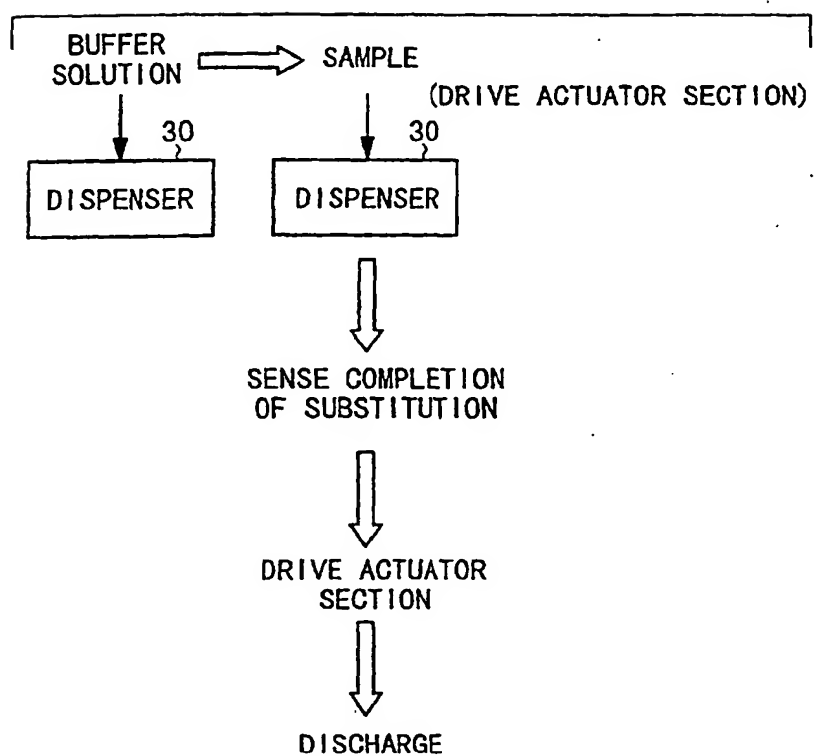 BUFFER
SOLUTION
SAMPLE
(DRIVE ACTUATOR SECTION)
30
30
DISPENSER
DISPENSER
SENSE COMPLETION
OF SUBSTITUTION
DRIVE ACTUATOR
SECTION
DISCHARGE